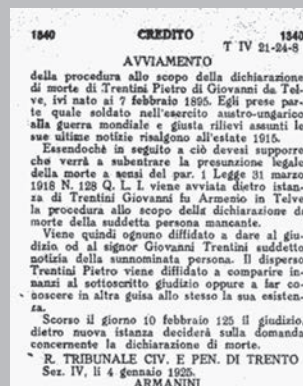 1340 CREDITO 1340
T IV 21-24-8
AVVIAMENTO
della procedura allo scopo della dichiarazione
di morte di Trentini Pietro di Giovanni da Tel-
ve, ivi nato ai 7 febbraio 1895. Egli prese par-
te quale soldato nell'esercito austro-ungarico
alla guerra mondiale e giusta rilievi assunti le
sue ultime notizie risalgono all'estate 1915.
Essendochè in seguito a ciò devesi supporre
che verrà a subentrare la presunzione legale
della morte a sensi del par. 1 Legge 31 marzo
1918 N. 128 Q. L. I. viene avviata dietro istan-
za di Trentini Giovanni fu Armenio in Telve
la procedura allo scopo della dichiarazione di
morte della suddetta persona mancante.
Viene quindi ognuno diffidato a dare al giu-
dizio od al signor Giovanni Trentini suddetto
notizia della sunnominata persona. Il disperso
Trentini Pietro viene diffidato a comparire in-
nanzi al sottoscritto giudizio oppure a far co-
noscere in altra guisa allo stesso la sua esisten-
za.
Scorso il giorno 10 febbraio 125 il giudizio,
dietro nuova istanza deciderà sulla domanda
concernente la dichiarazione di morte.
R. TRIBUNALE CIV. E PEN. DI TRENTO
Sez. IV, li 4 gennaio 1925.
ARMANINI